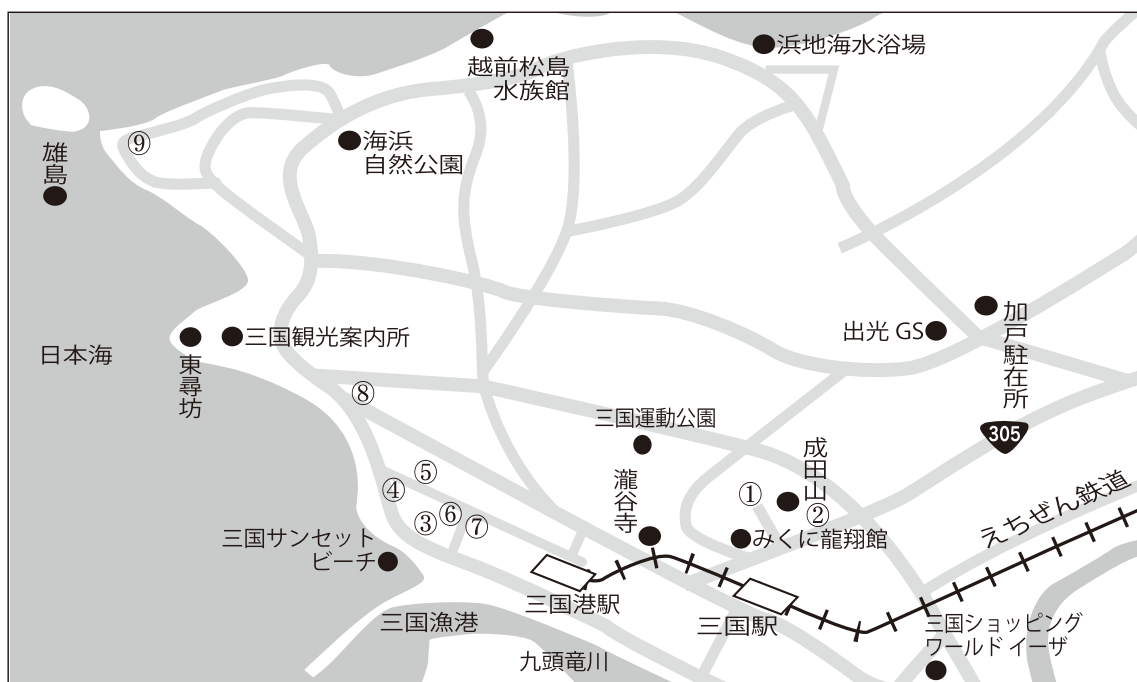 浜地海水浴場
越前松島
水族館
⑨
海浜
自然公園
雄島
日本海
東尋坊
三国観光案内所
出光 GS
加戸駐在所
305
⑧
三国運動公園
成田山
瀧谷寺
①
②
みくに龍翔館
えちぜん鉄道
⑤
④
③
⑥
⑦
三国サンセット
ビーチ
三国港駅
三国駅
三国漁港
九頭竜川
三国ショッピング
ワールド イーザ